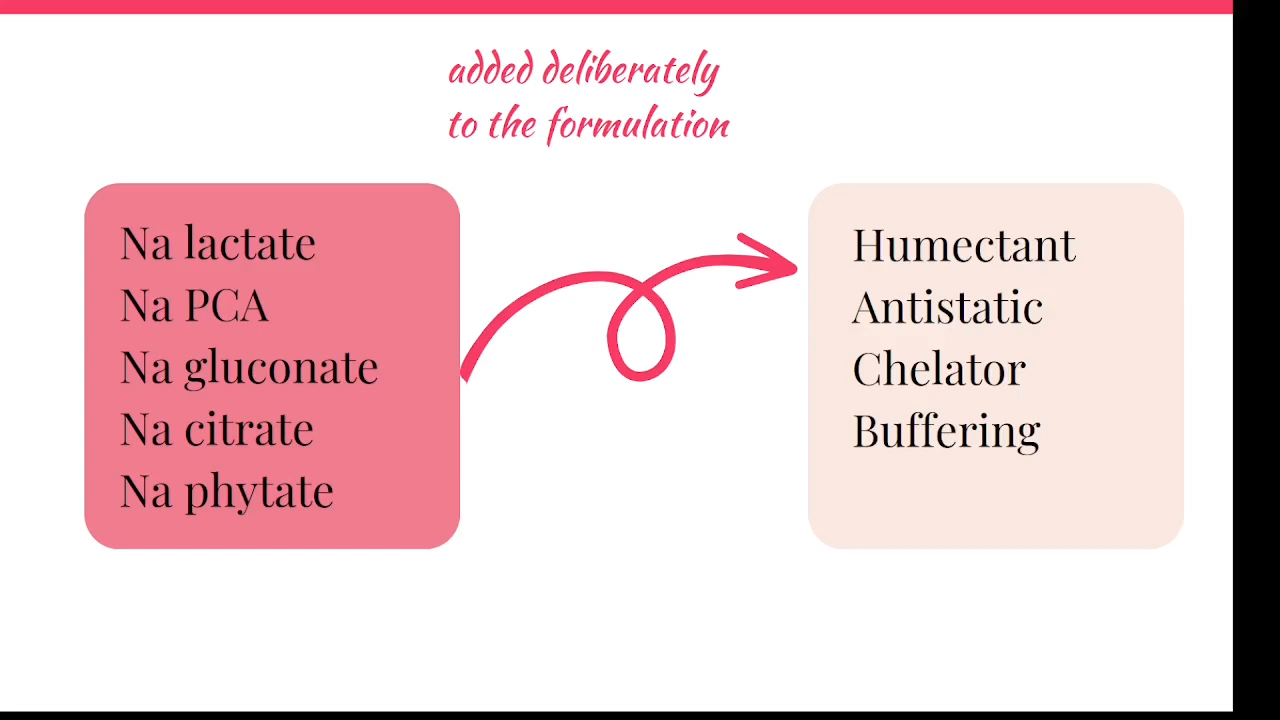 added deliberately
to the formulation
Na lactate
Na PCA
Na gluconate
Na citrate
Na phytate
Humectant
Antistatic
Chelator
Buffering